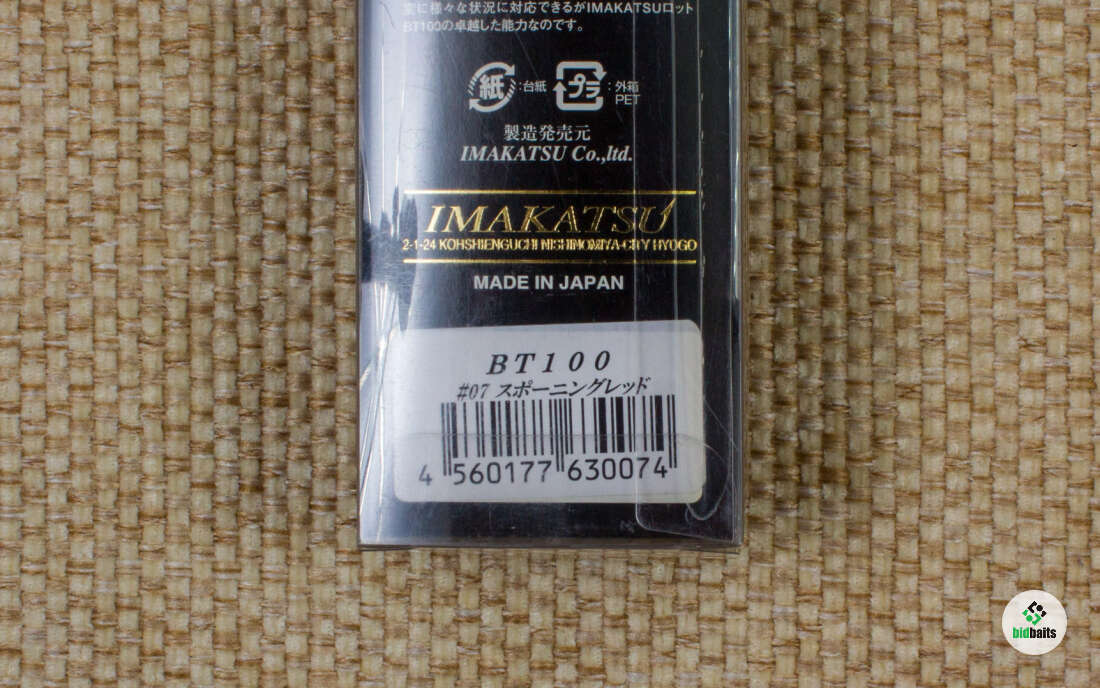 様々な状況に対応できるがIMAKATSUロット
BT100の卓越した能力なのです。
紙 :台紙
プラ :外箱
PET
製造発売元
IMAKATSU Co.,ltd.
IMAKATSU
2-1-24 KOHSHIENGUCHI NISHINOMIYA-CITY HYOGO
MADE IN JAPAN
BT100
#07 スポーニングレッド
4 560177 630074
bidbaits